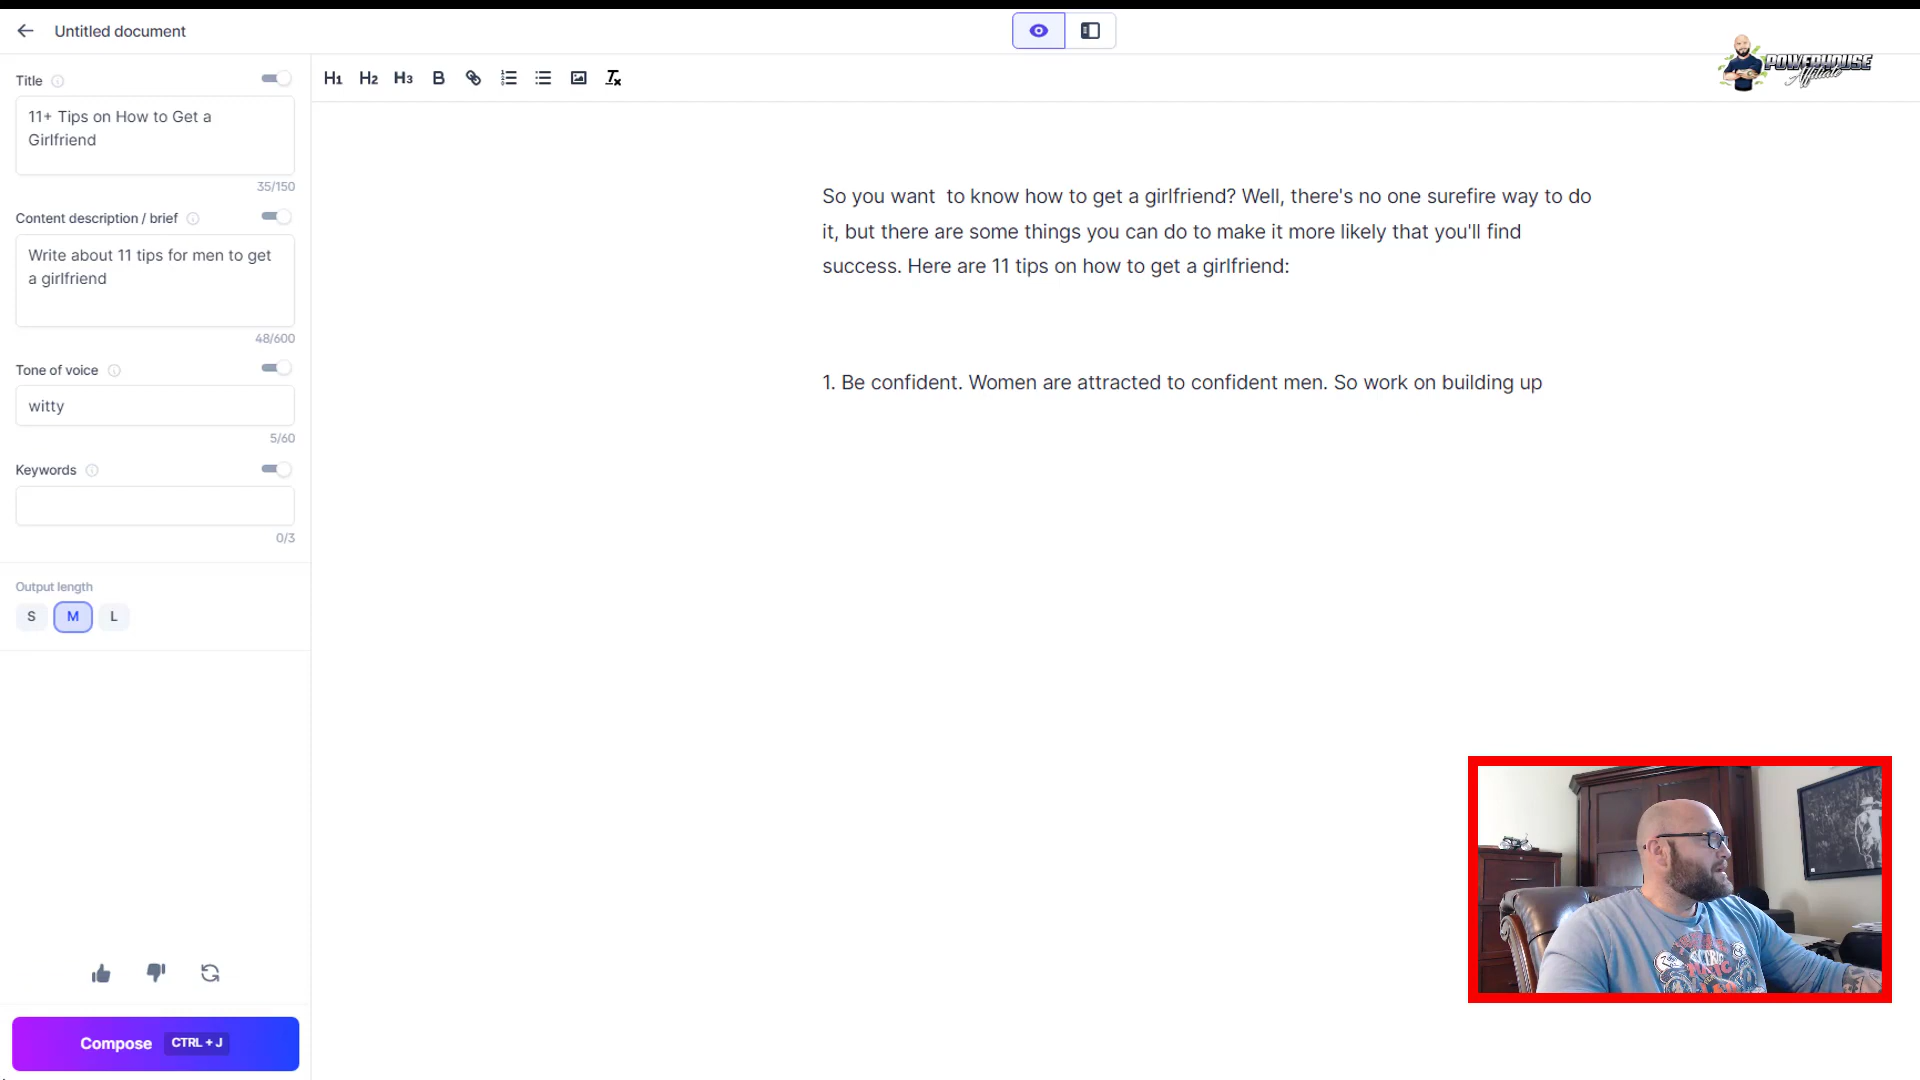 Untitled document
POWERHOUSE
Affiliate
Title
11+ Tips on How to Get a
Girlfriend
35/150
Content description / brief
Write about 11 tips for men to get
a girlfriend
48/600
Tone of voice
witty
5/60
Keywords
0/3
Output length
S M L
Compose CTRL + J
H1 H2 H3 B
So you want  to know how to get a girlfriend? Well, there's no one surefire way to do
it, but there are some things you can do to make it more likely that you'll find
success. Here are 11 tips on how to get a girlfriend:
1. Be confident. Women are attracted to confident men. So work on building up